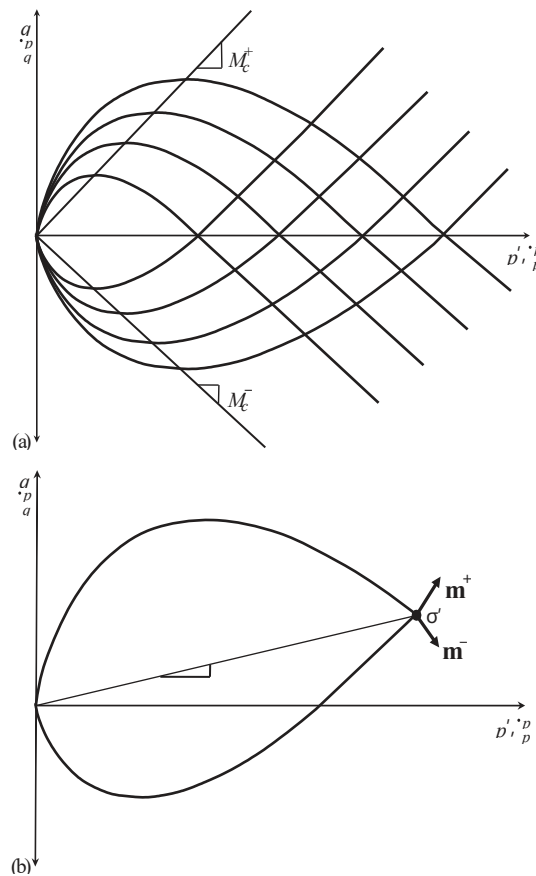 q
·p
q
M_c^+
p′, ·p
p
M_c^-
(a)
q
·p
q
m^+
σ′
m^-
p′, ·p
p
(b)